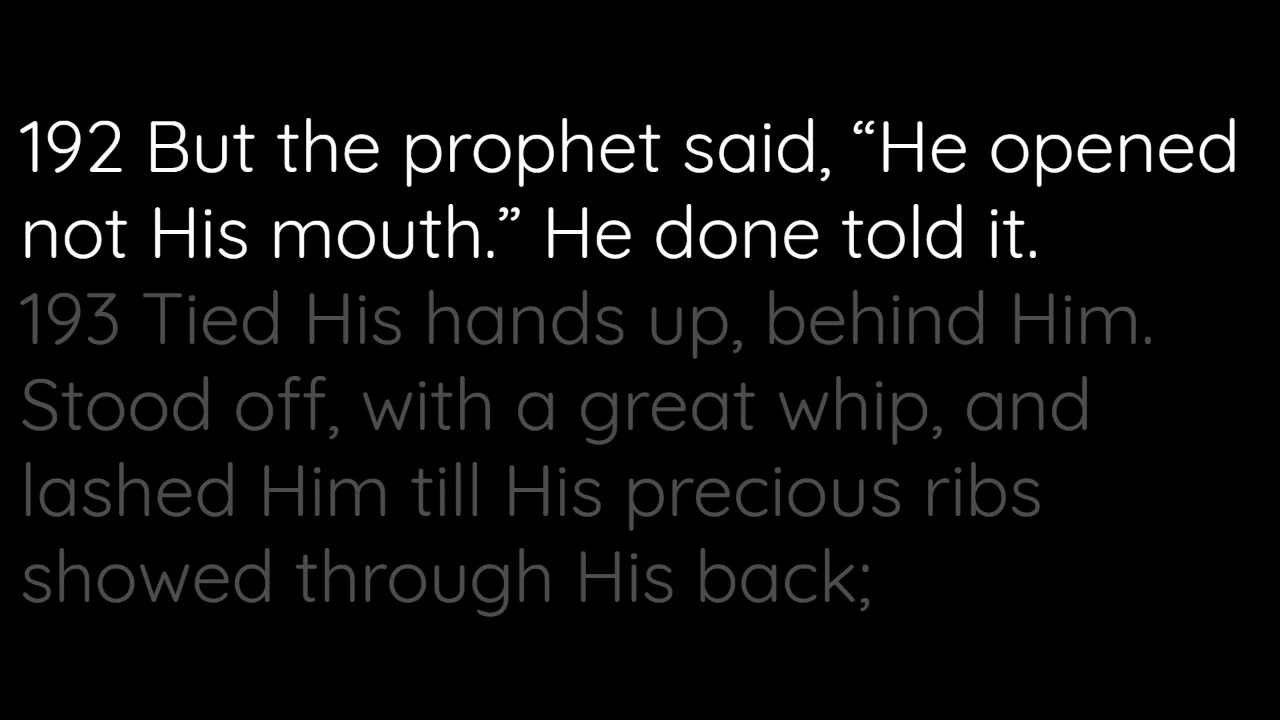 192 But the prophet said, “He opened
not His mouth.” He done told it.
193 Tied His hands up, behind Him.
Stood off, with a great whip, and
lashed Him till His precious ribs
showed through His back;